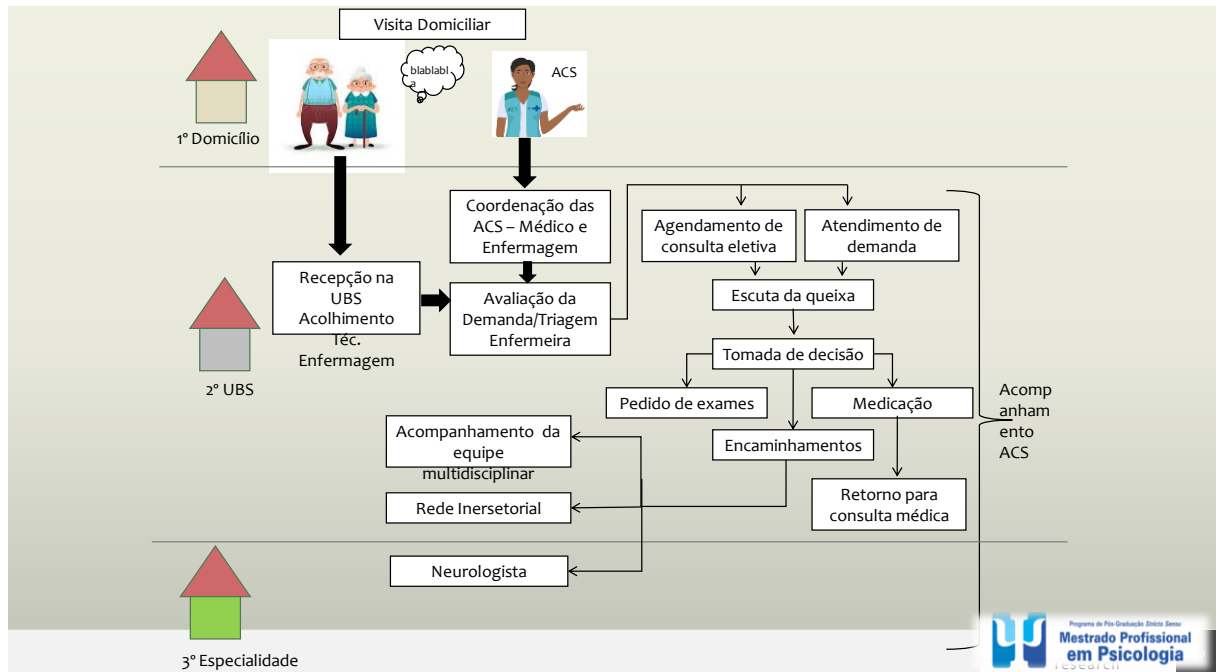 Visita Domiciliar
blablabl
a
ACS
ACS
1º Domicílio
Coordenação das
ACS – Médico e
Enfermagem
Agendamento de
consulta eletiva
Atendimento de
demanda
Recepção na
UBS
Acolhimento
Téc.
Enfermagem
Avaliação da
Demanda/Triagem
Enfermeira
Escuta da queixa
Tomada de decisão
2º UBS
Pedido de exames
Medicação
Acomp
anham
ento
ACS
Acompanhamento da
equipe
multidisciplinar
Encaminhamentos
Rede Inersetorial
Retorno para
consulta médica
Neurologista
3º Especialidade
Programa de Pós-Graduação Stricto Sensu
Mestrado Profissional
em Psicologia
research